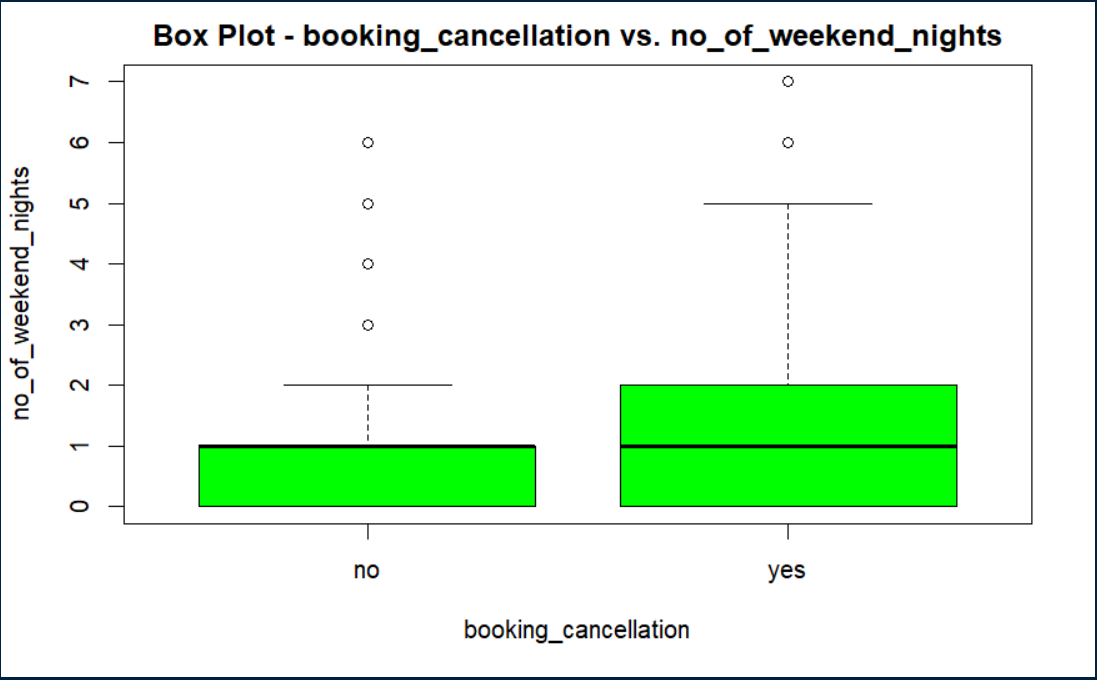 Box Plot - booking_cancellation vs. no_of_weekend_nights
no_of_weekend_nights
7
6
5
4
3
2
1
0
no yes
booking_cancellation